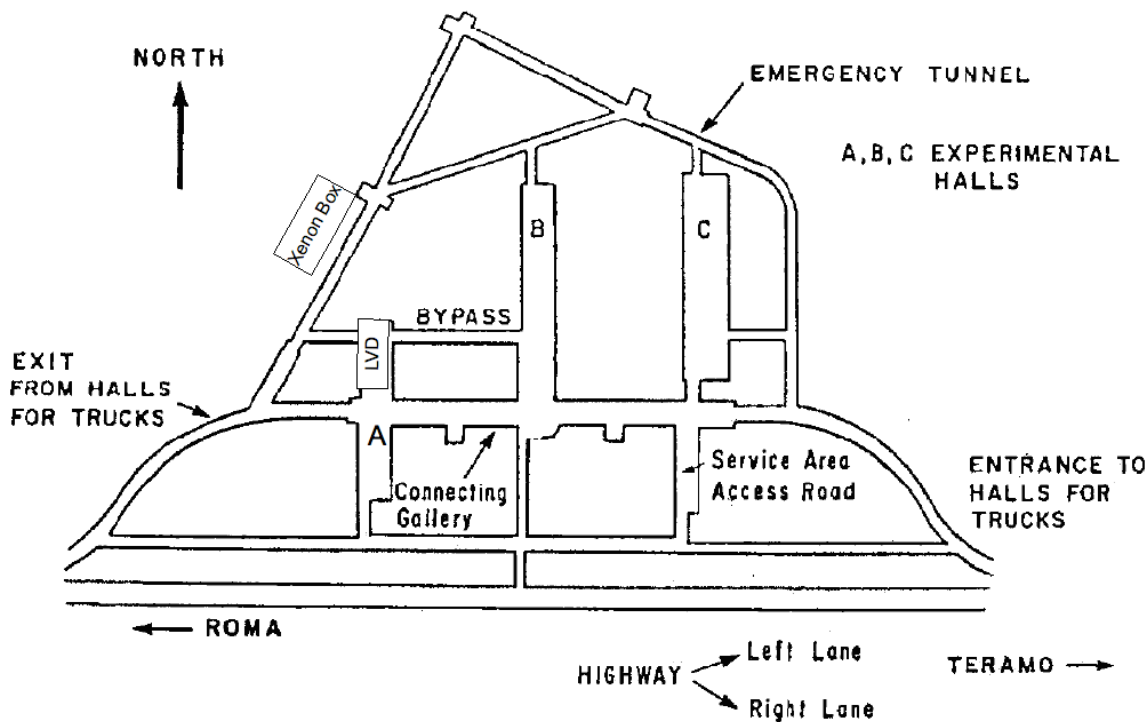 NORTH
EMERGENCY TUNNEL
A,B,C EXPERIMENTAL
HALLS
Xenon Box
B
C
BYPASS
LVD
EXIT
FROM HALLS
FOR TRUCKS
A
Connecting
Gallery
Service Area
Access Road
ENTRANCE TO
HALLS FOR
TRUCKS
ROMA
HIGHWAY
Left Lane
Right Lane
TERAMO